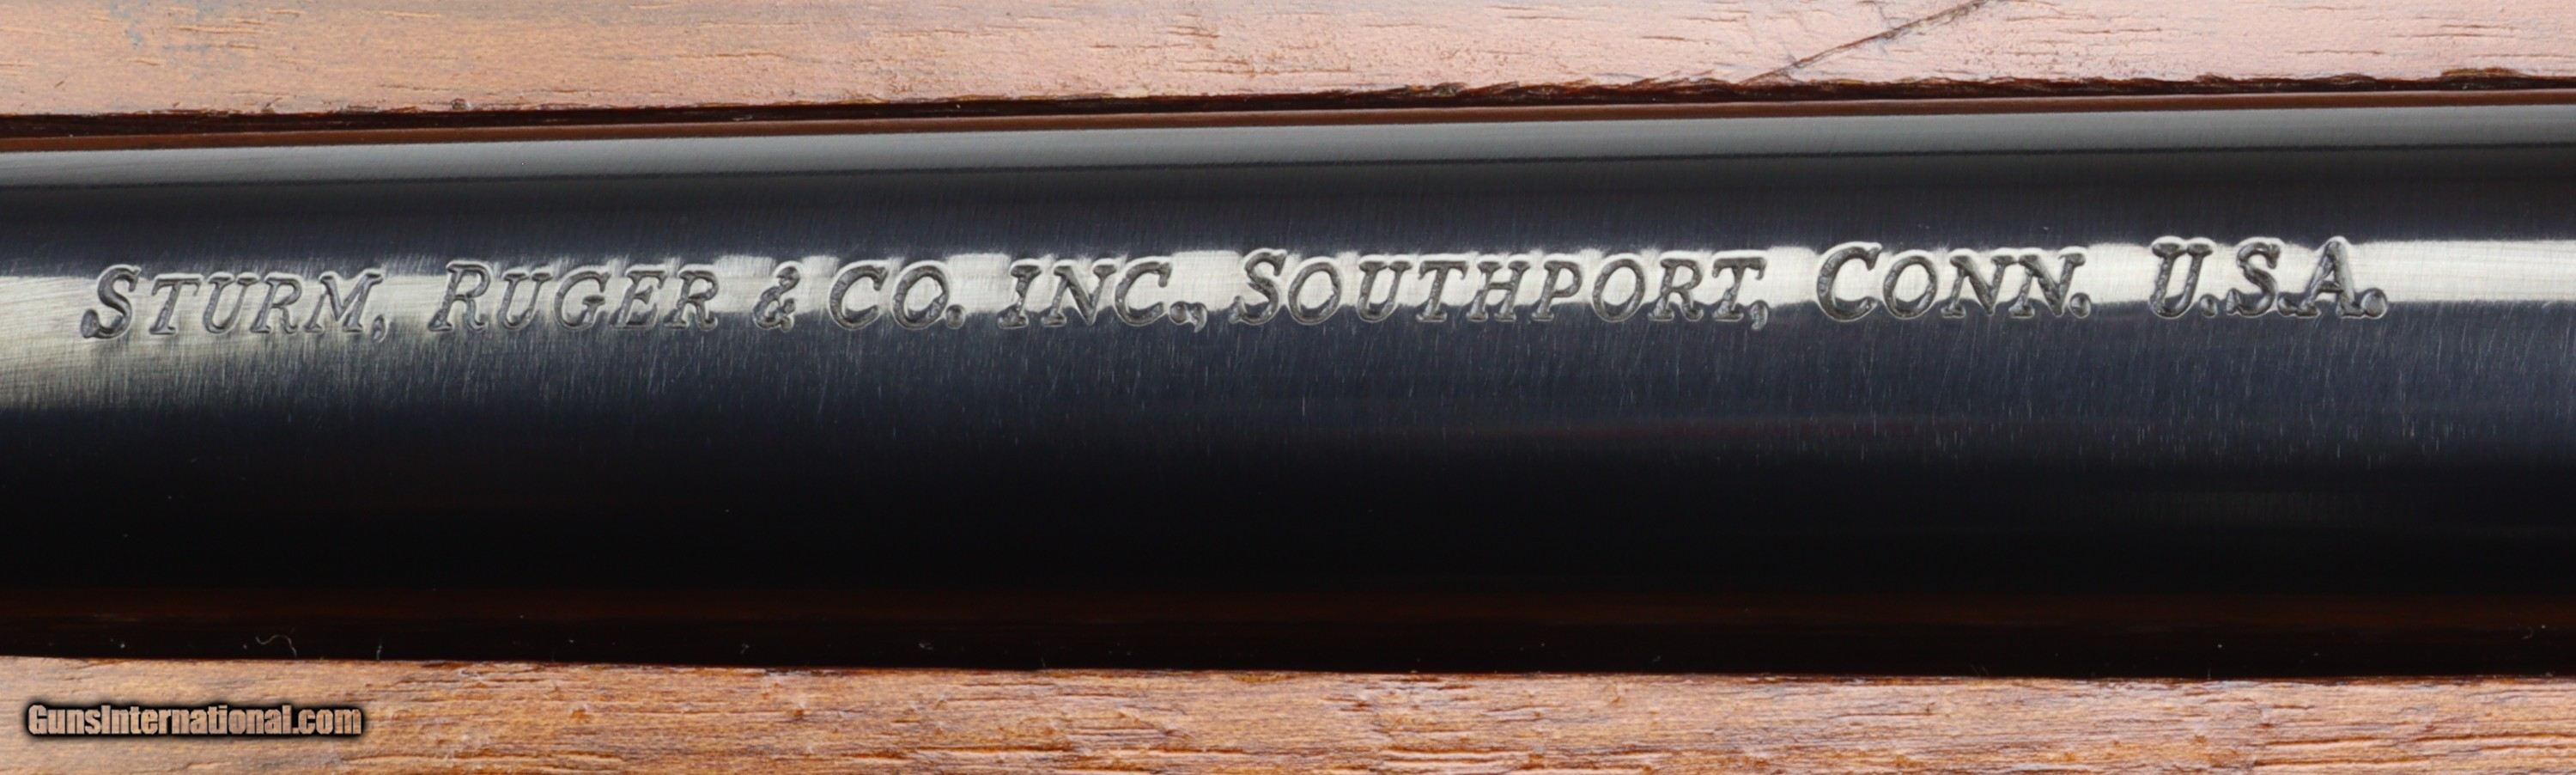 STURM, RUGER & CO. INC., SOUTHPORT, CONN. U.S.A.
GunsInternational.com